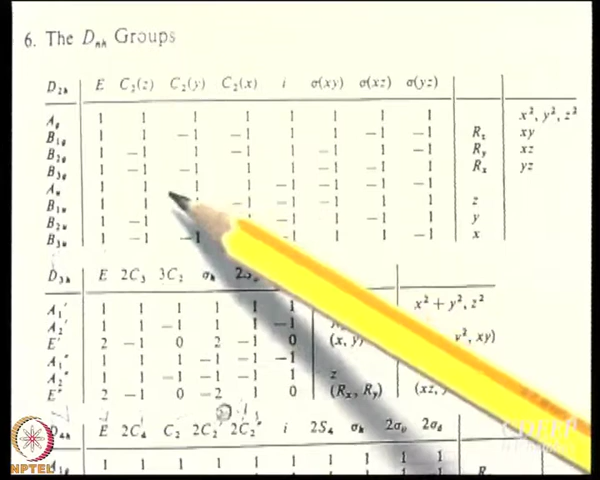 6. The Dnh Groups
D2h E C2(z) C2(y) C2(x) i σ(xy) σ(xz) σ(yz)
Ag 1 1 1 1 1 1 1 1 x², y², z²
B1g 1 1 −1 −1 1 1 −1 −1 Rz xy
B2g 1 −1 1 −1 1 −1 1 −1 Ry xz
B3g 1 −1 −1 1 1 −1 −1 1 Rx yz
Au 1 1 1 1 −1 −1 −1 −1
B1u 1 1 −1 −1 −1 1 1 z
B2u 1 −1 −1 1 −1 1 y
B3u 1 −1 −1 1 1 −1 x
D3h E 2C3 3C2 σh
A1′ 1 1 1 1 1 1 x² + y², z²
A2′ 1 1 −1 1 1 −1
E′ 2 −1 0 2 −1 0 (x, y) y², xy)
A1″ 1 1 1 −1 −1 −1
A2″ 1 1 −1 −1 −1 z
E″ 2 −1 0 −2 1 0 (Rx, Ry) (xz,
D4h E 2C4 C2 2C2′ 2C2″ i 2S4 σh 2σv 2σd
A1g 1 1 1 1 1 1 1 1 1 1
NPTEL
CDEEP
IIT Bombay